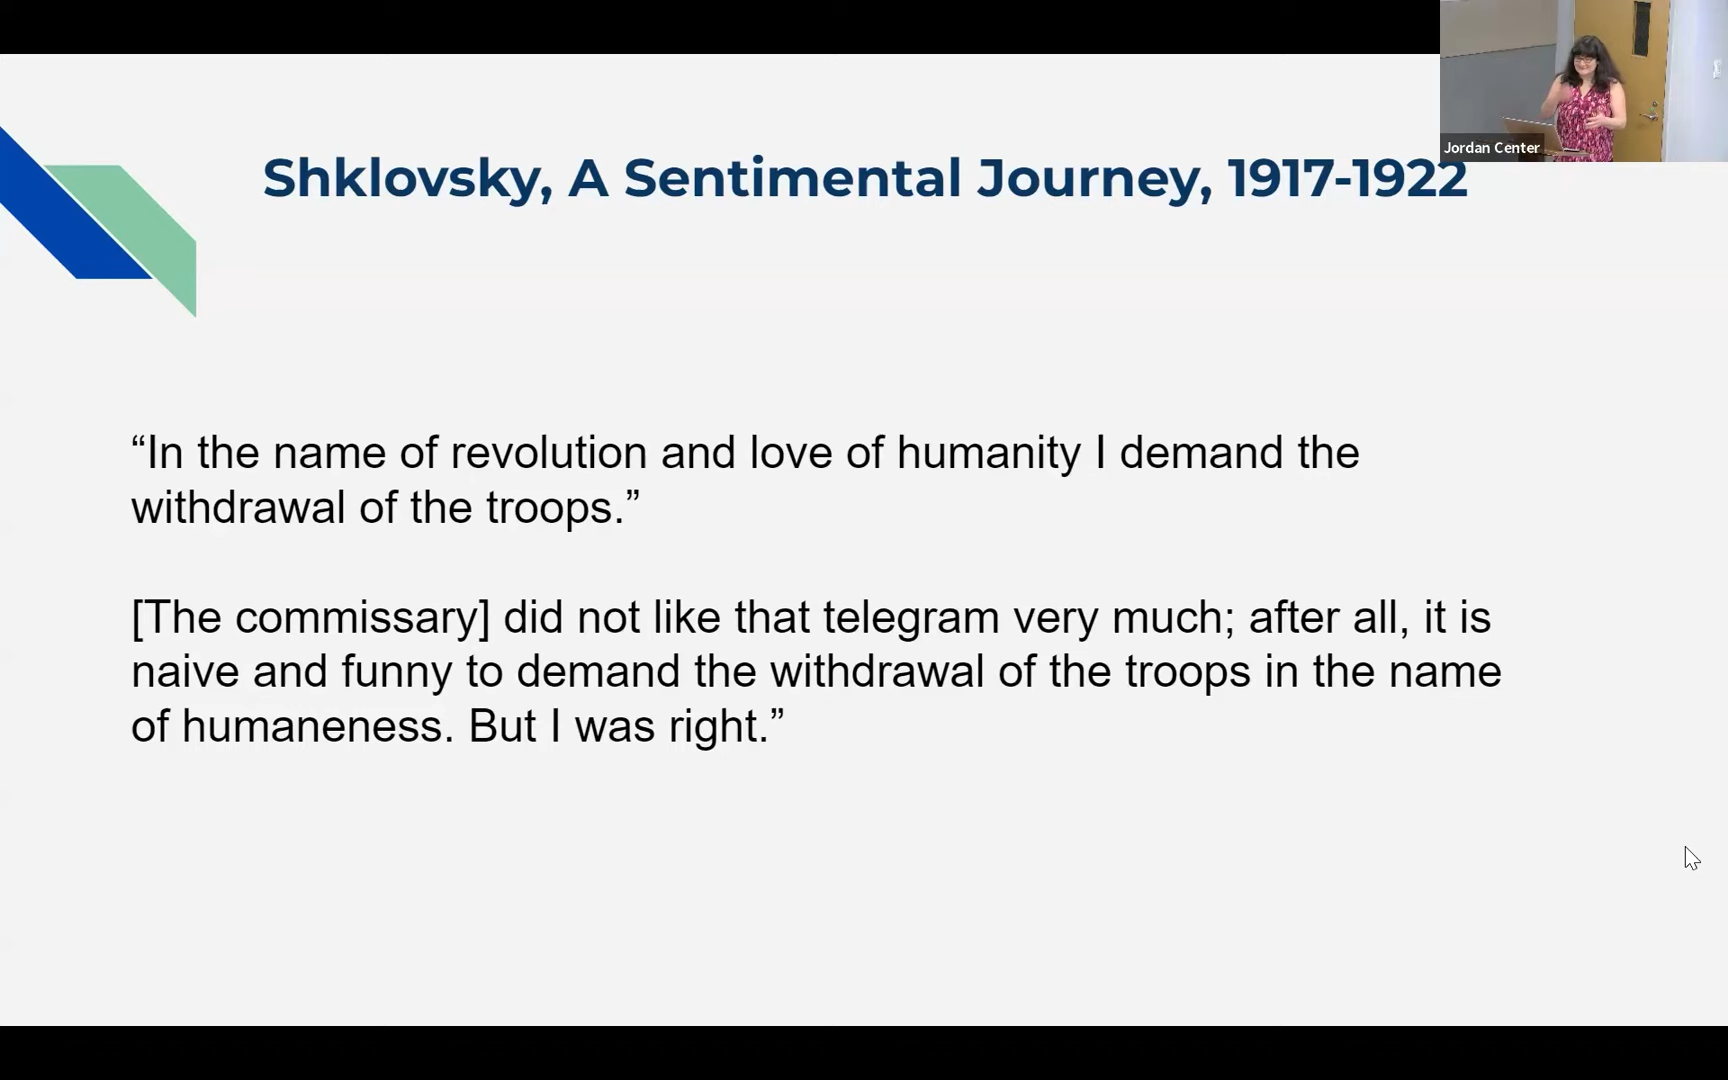 Jordan Center
Shklovsky, A Sentimental Journey, 1917-1922
“In the name of revolution and love of humanity I demand the
withdrawal of the troops.”
[The commissary] did not like that telegram very much; after all, it is
naive and funny to demand the withdrawal of the troops in the name
of humaneness. But I was right.”